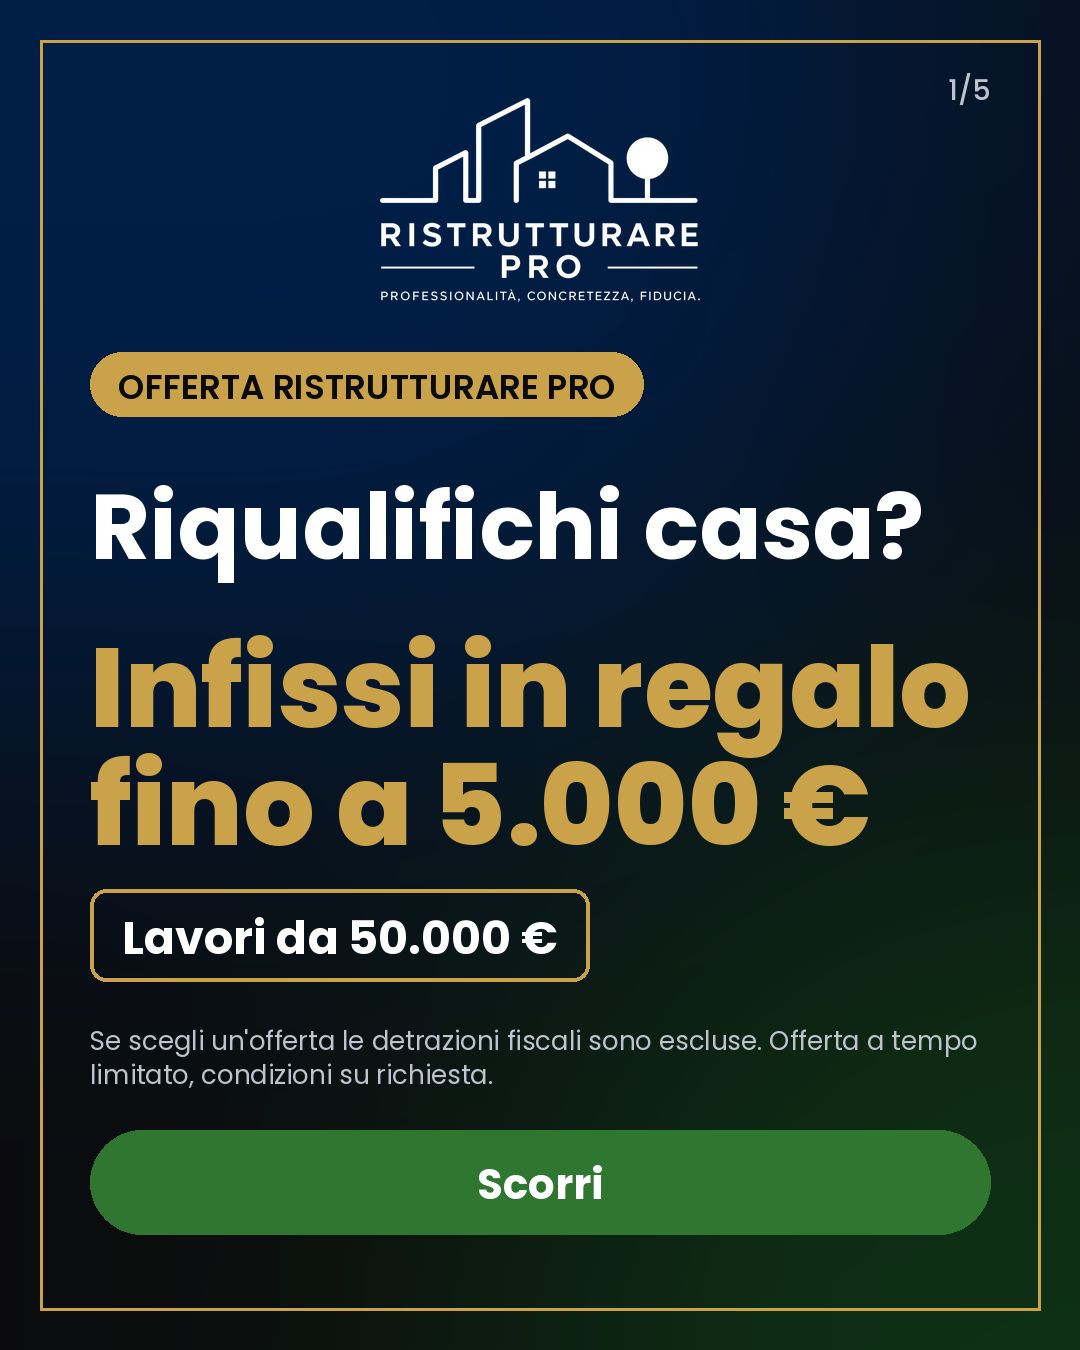 1/5
RISTRUTTURARE
PRO
PROFESSIONALITÀ, CONCRETEZZA, FIDUCIA.
OFFERTA RISTRUTTURARE PRO
Riqualifichi casa?
Infissi in regalo
fino a 5.000 €
Lavori da 50.000 €
Se scegli un'offerta le detrazioni fiscali sono escluse. Offerta a tempo
limitato, condizioni su richiesta.
Scorri